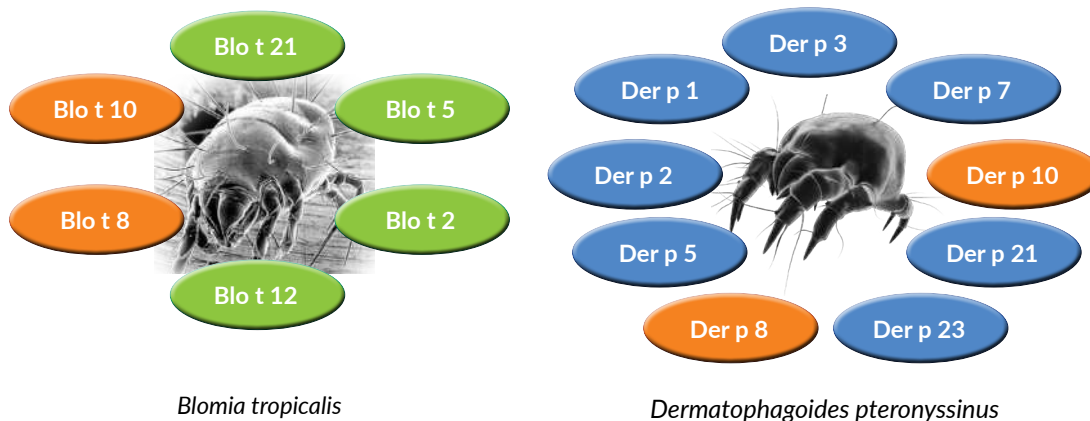 Blo t 21
Blo t 10
Blo t 5
Blo t 8
Blo t 2
Blo t 12
Blomia tropicalis
Der p 3
Der p 1
Der p 7
Der p 2
Der p 10
Der p 5
Der p 21
Der p 8
Der p 23
Dermatophagoides pteronyssinus